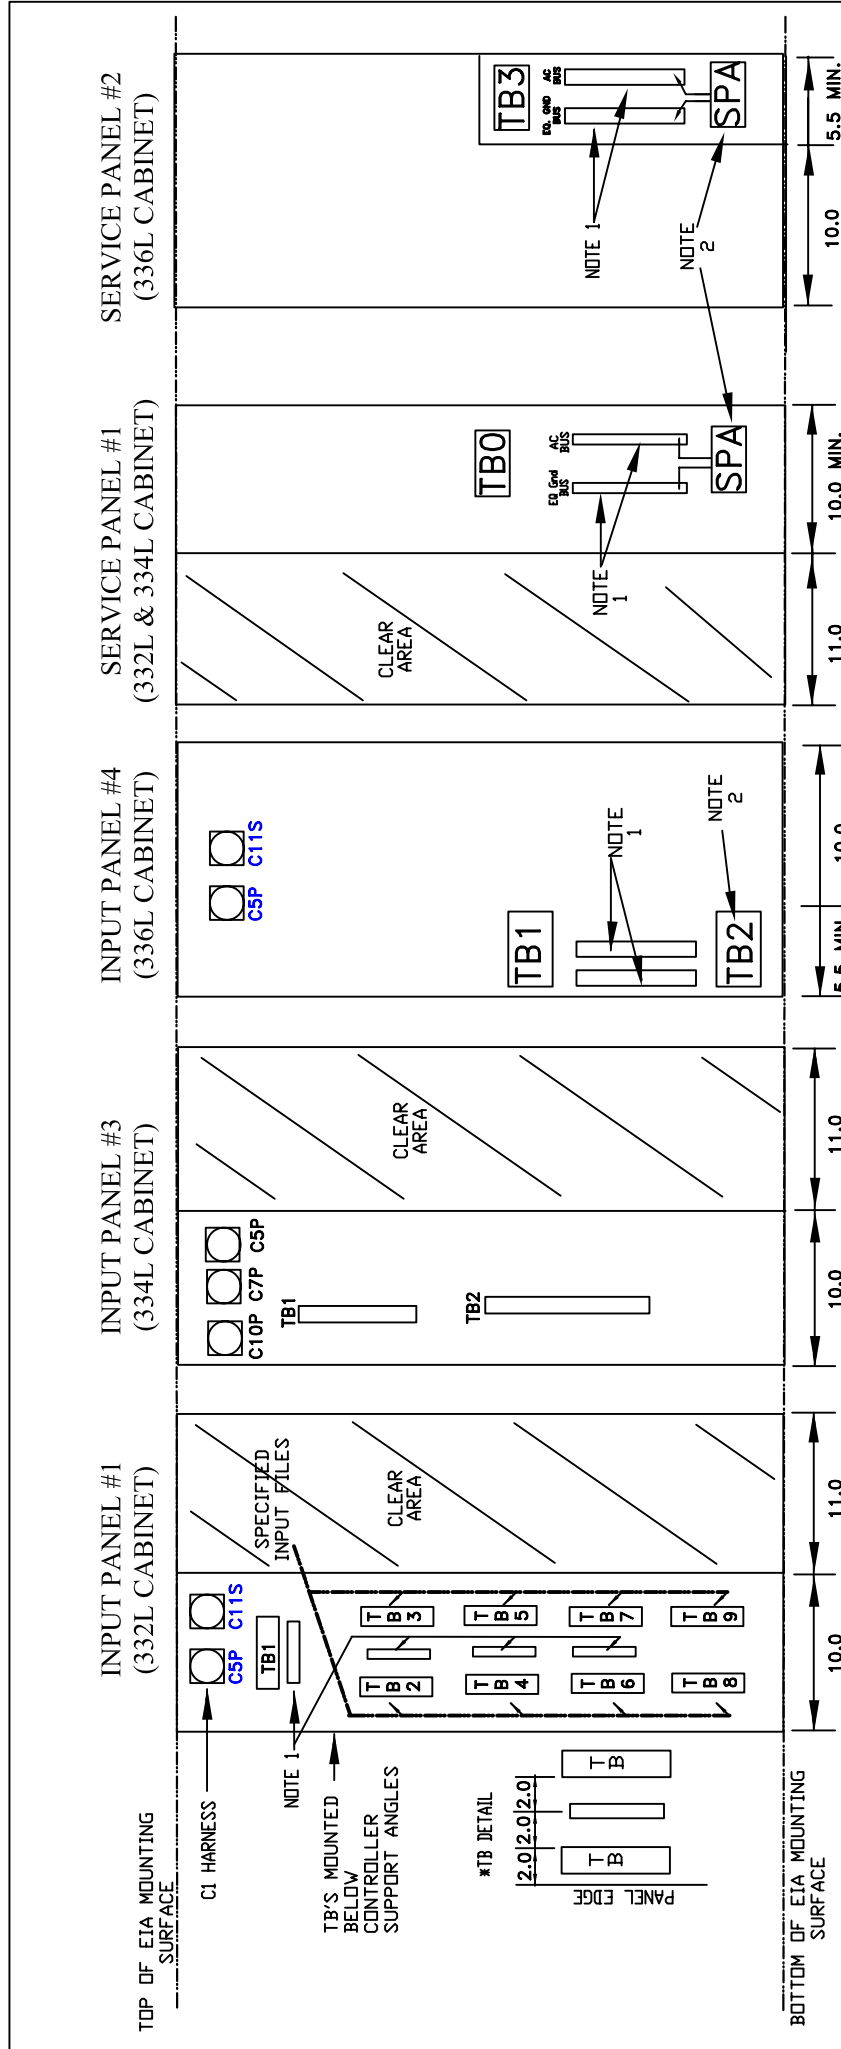 TOP OF EIA MOUNTING
SURFACE
C1 HARNESS
NOTE 1
TB'S MOUNTED
BELOW
CONTROLLER
SUPPORT ANGLES
*TB DETAIL
2.0
2.0
2.0
TB
TB
PANEL EDGE
BOTTOM OF EIA MOUNTING
SURFACE
INPUT PANEL #1
(332L CABINET)
C5P
C11S
TB1
SPECIFIED
INPUT FILES
CLEAR
AREA
TB2
TB3
TB4
TB5
TB6
TB7
TB8
TB9
10.0
11.0
INPUT PANEL #3
(334L CABINET)
C10P
C7P
C5P
TB1
TB2
CLEAR
AREA
10.0
11.0
INPUT PANEL #4
(336L CABINET)
C5P
C11S
TB1
NOTE
1
TB2
NOTE
2
5.5 MIN.
10.0
SERVICE PANEL #1
(332L & 334L CABINET)
CLEAR
AREA
TB0
EQ Gnd
BUS
AC
BUS
NOTE
1
SPA
11.0
10.0 MIN.
SERVICE PANEL #2
(336L CABINET)
TB3
EQ. GND
BUS
AC
BUS
NOTE 1
NOTE
2
SPA
10.0
5.5 MIN.